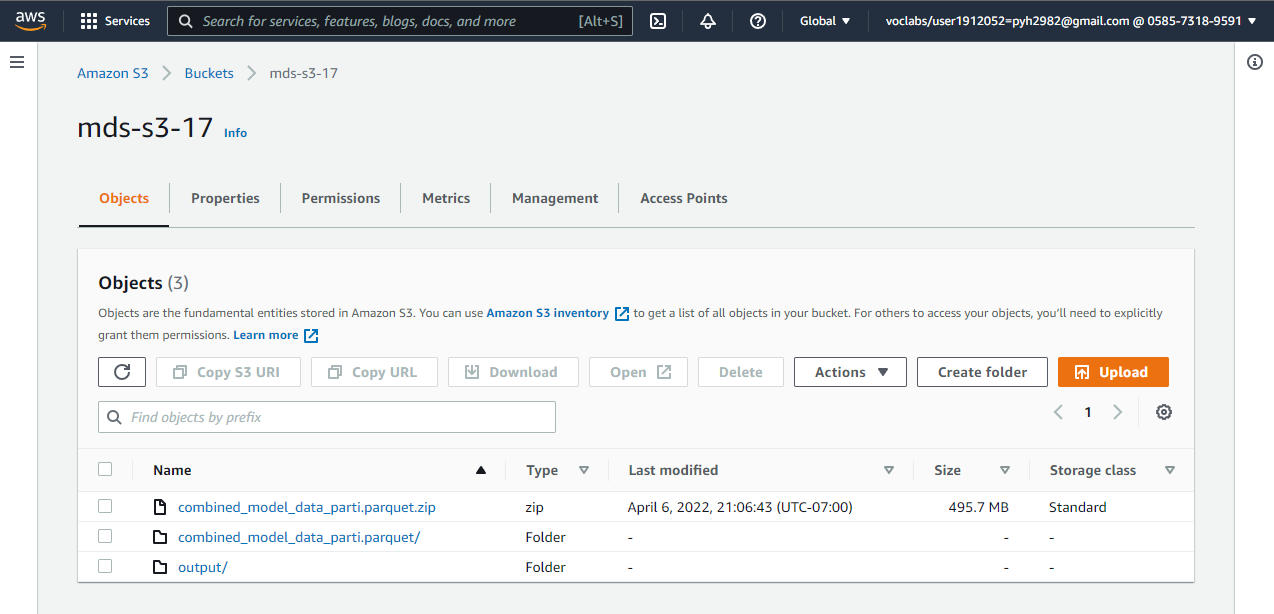 aws Services Search for services, features, blogs, docs, and more [Alt+S] Global voclabs/user1912052=pyh2982@gmail.com @ 0585-7318-9591
Amazon S3 Buckets mds-s3-17
mds-s3-17 Info
Objects Properties Permissions Metrics Management Access Points
Objects (3)
Objects are the fundamental entities stored in Amazon S3. You can use Amazon S3 inventory to get a list of all objects in your bucket. For others to access your objects, you'll need to explicitly
grant them permissions. Learn more
Copy S3 URI Copy URL Download Open Delete Actions Create folder Upload
Find objects by prefix 1
Name Type Last modified Size Storage class
combined_model_data_parti.parquet.zip zip April 6, 2022, 21:06:43 (UTC-07:00) 495.7 MB Standard
combined_model_data_parti.parquet/ Folder - - -
output/ Folder - - -